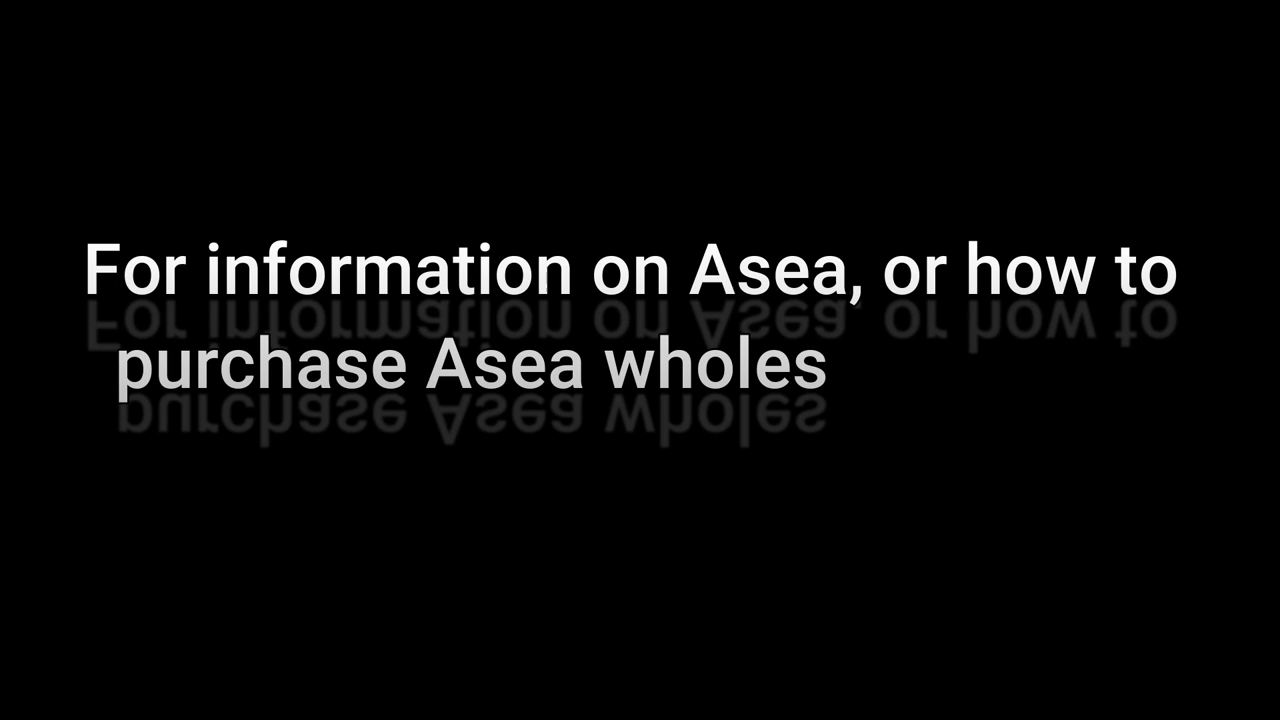 For information on Asea, or how to
purchase Asea wholes